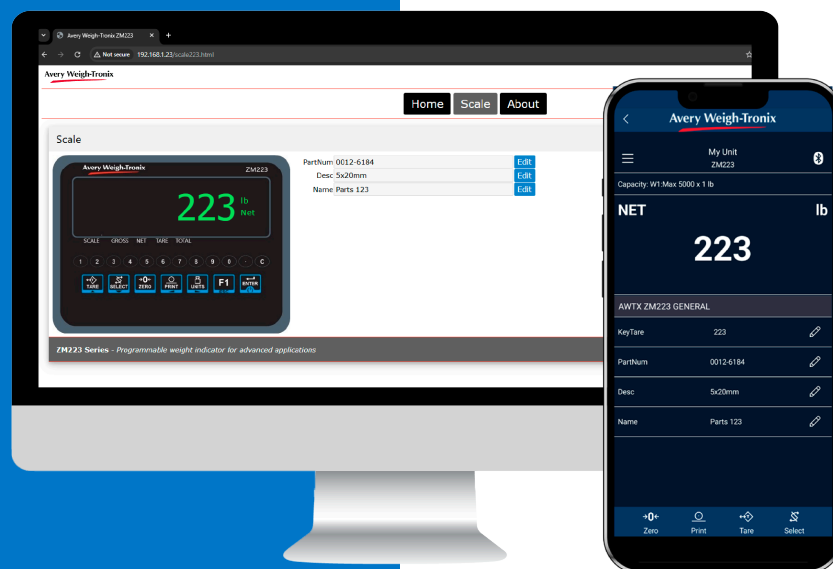 Avery Weigh-Tronix ZM223
Not secure 192.168.1.23/scale223.html
Avery Weigh-Tronix
Home Scale About
Scale
Avery Weigh-Tronix ZM223
223 lb
Net
SCALE GROSS NET TARE TOTAL
1 2 3 4 5 6 7 8 9 0 · C
TARE SELECT →0← ZERO PRINT UNITS F1 ENTER
PartNum 0012-6184 Edit
Desc 5x20mm Edit
Name Parts 123 Edit
ZM223 Series - Programmable weight indicator for advanced applications
Avery Weigh-Tronix
My Unit
ZM223
Capacity: W1:Max 5000 x 1 lb
NET lb
223
AWTX ZM223 GENERAL
KeyTare 223
PartNum 0012-6184
Desc 5x20mm
Name Parts 123
→0←
Zero Print Tare Select